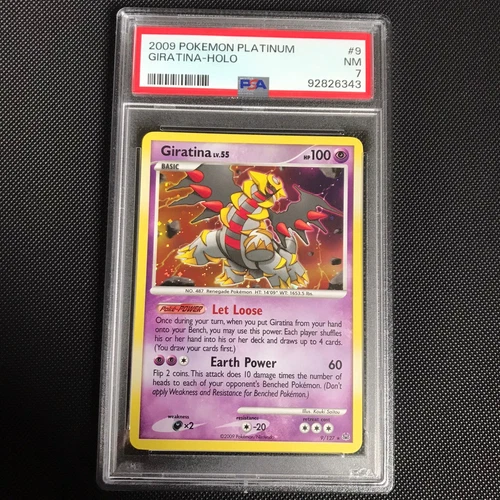 2009 POKEMON PLATINUM #9
GIRATINA-HOLO NM
7
PSA 92826343
Giratina LV.55 HP 100
BASIC
NO. 487 Renegade Pokémon HT: 14'09" WT: 1653.5 lbs.
Poké-POWER Let Loose
Once during your turn, when you put Giratina from your hand
onto your Bench, you may use this power. Each player shuffles
his or her hand into his or her deck and draws up to 4 cards.
(You draw your cards first.)
Earth Power 60
Flip 2 coins. This attack does 10 damage times the number of
heads to each of your opponent's Benched Pokémon. (Don't
apply Weakness and Resistance for Benched Pokémon.)
Illus. Kouki Saitou
weakness resistance retreat cost
×2 -20
©2009 Pokémon/Nintendo 9/127